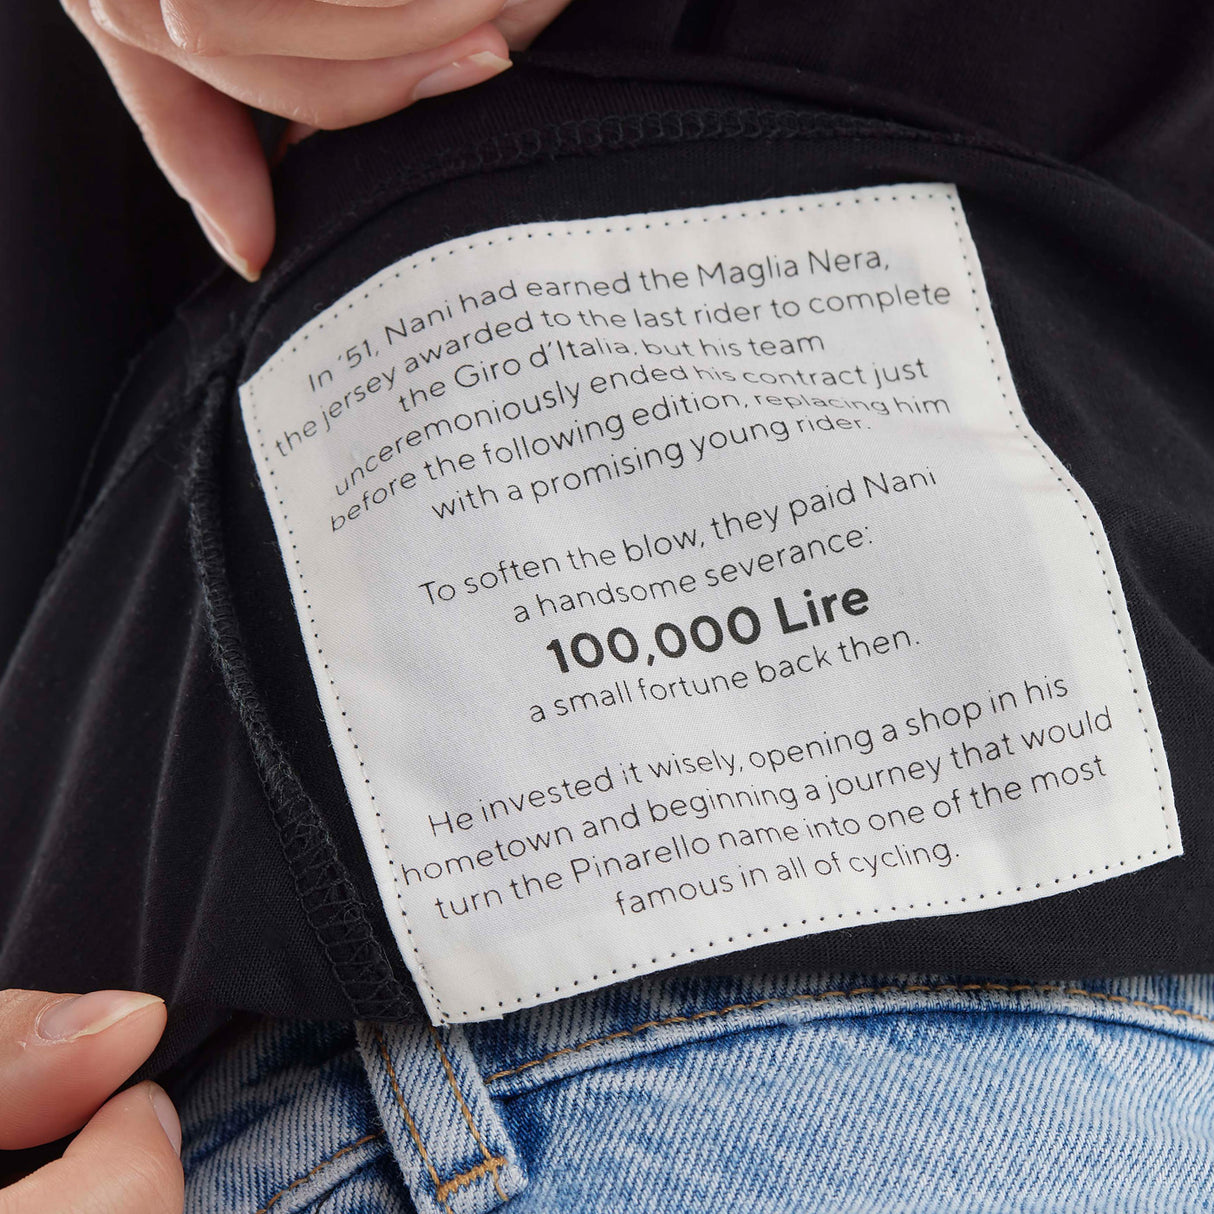 In '51, Nani had earned the Maglia Nera,
the jersey awarded to the last rider to complete
the Giro d'Italia, but his team
unceremoniously ended his contract just
before the following edition, replacing him
with a promising young rider.
To soften the blow, they paid Nani
a handsome severance:
100,000 Lire
a small fortune back then.
He invested it wisely, opening a shop in his
hometown and beginning a journey that would
turn the Pinarello name into one of the most
famous in all of cycling.